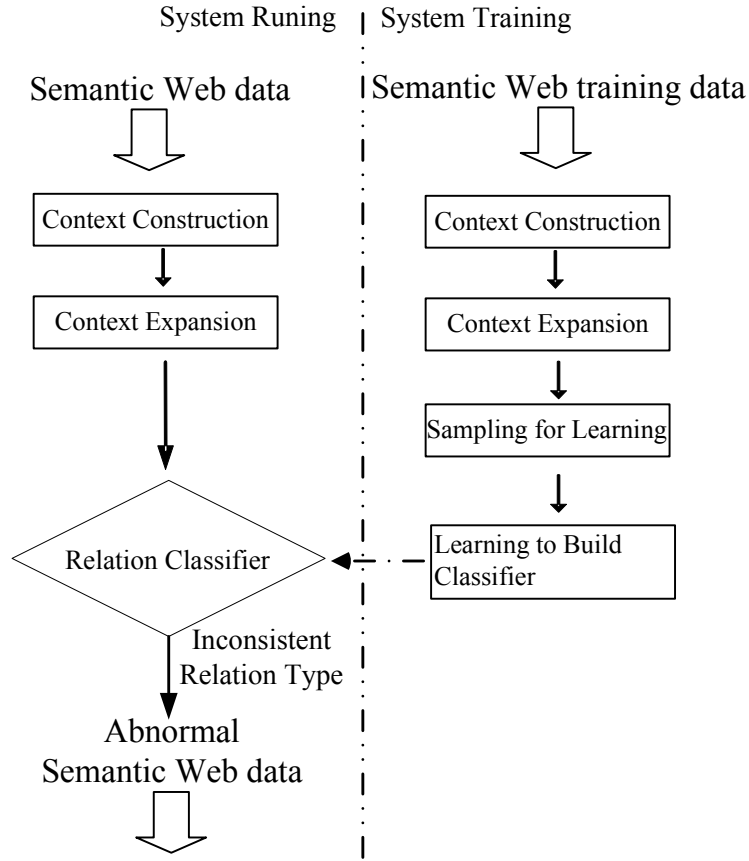 System Runing
System Training
Semantic Web data
Semantic Web training data
Context Construction
Context Construction
Context Expansion
Context Expansion
Sampling for Learning
Relation Classifier
Learning to Build
Classifier
Inconsistent
Relation Type
Abnormal
Semantic Web data